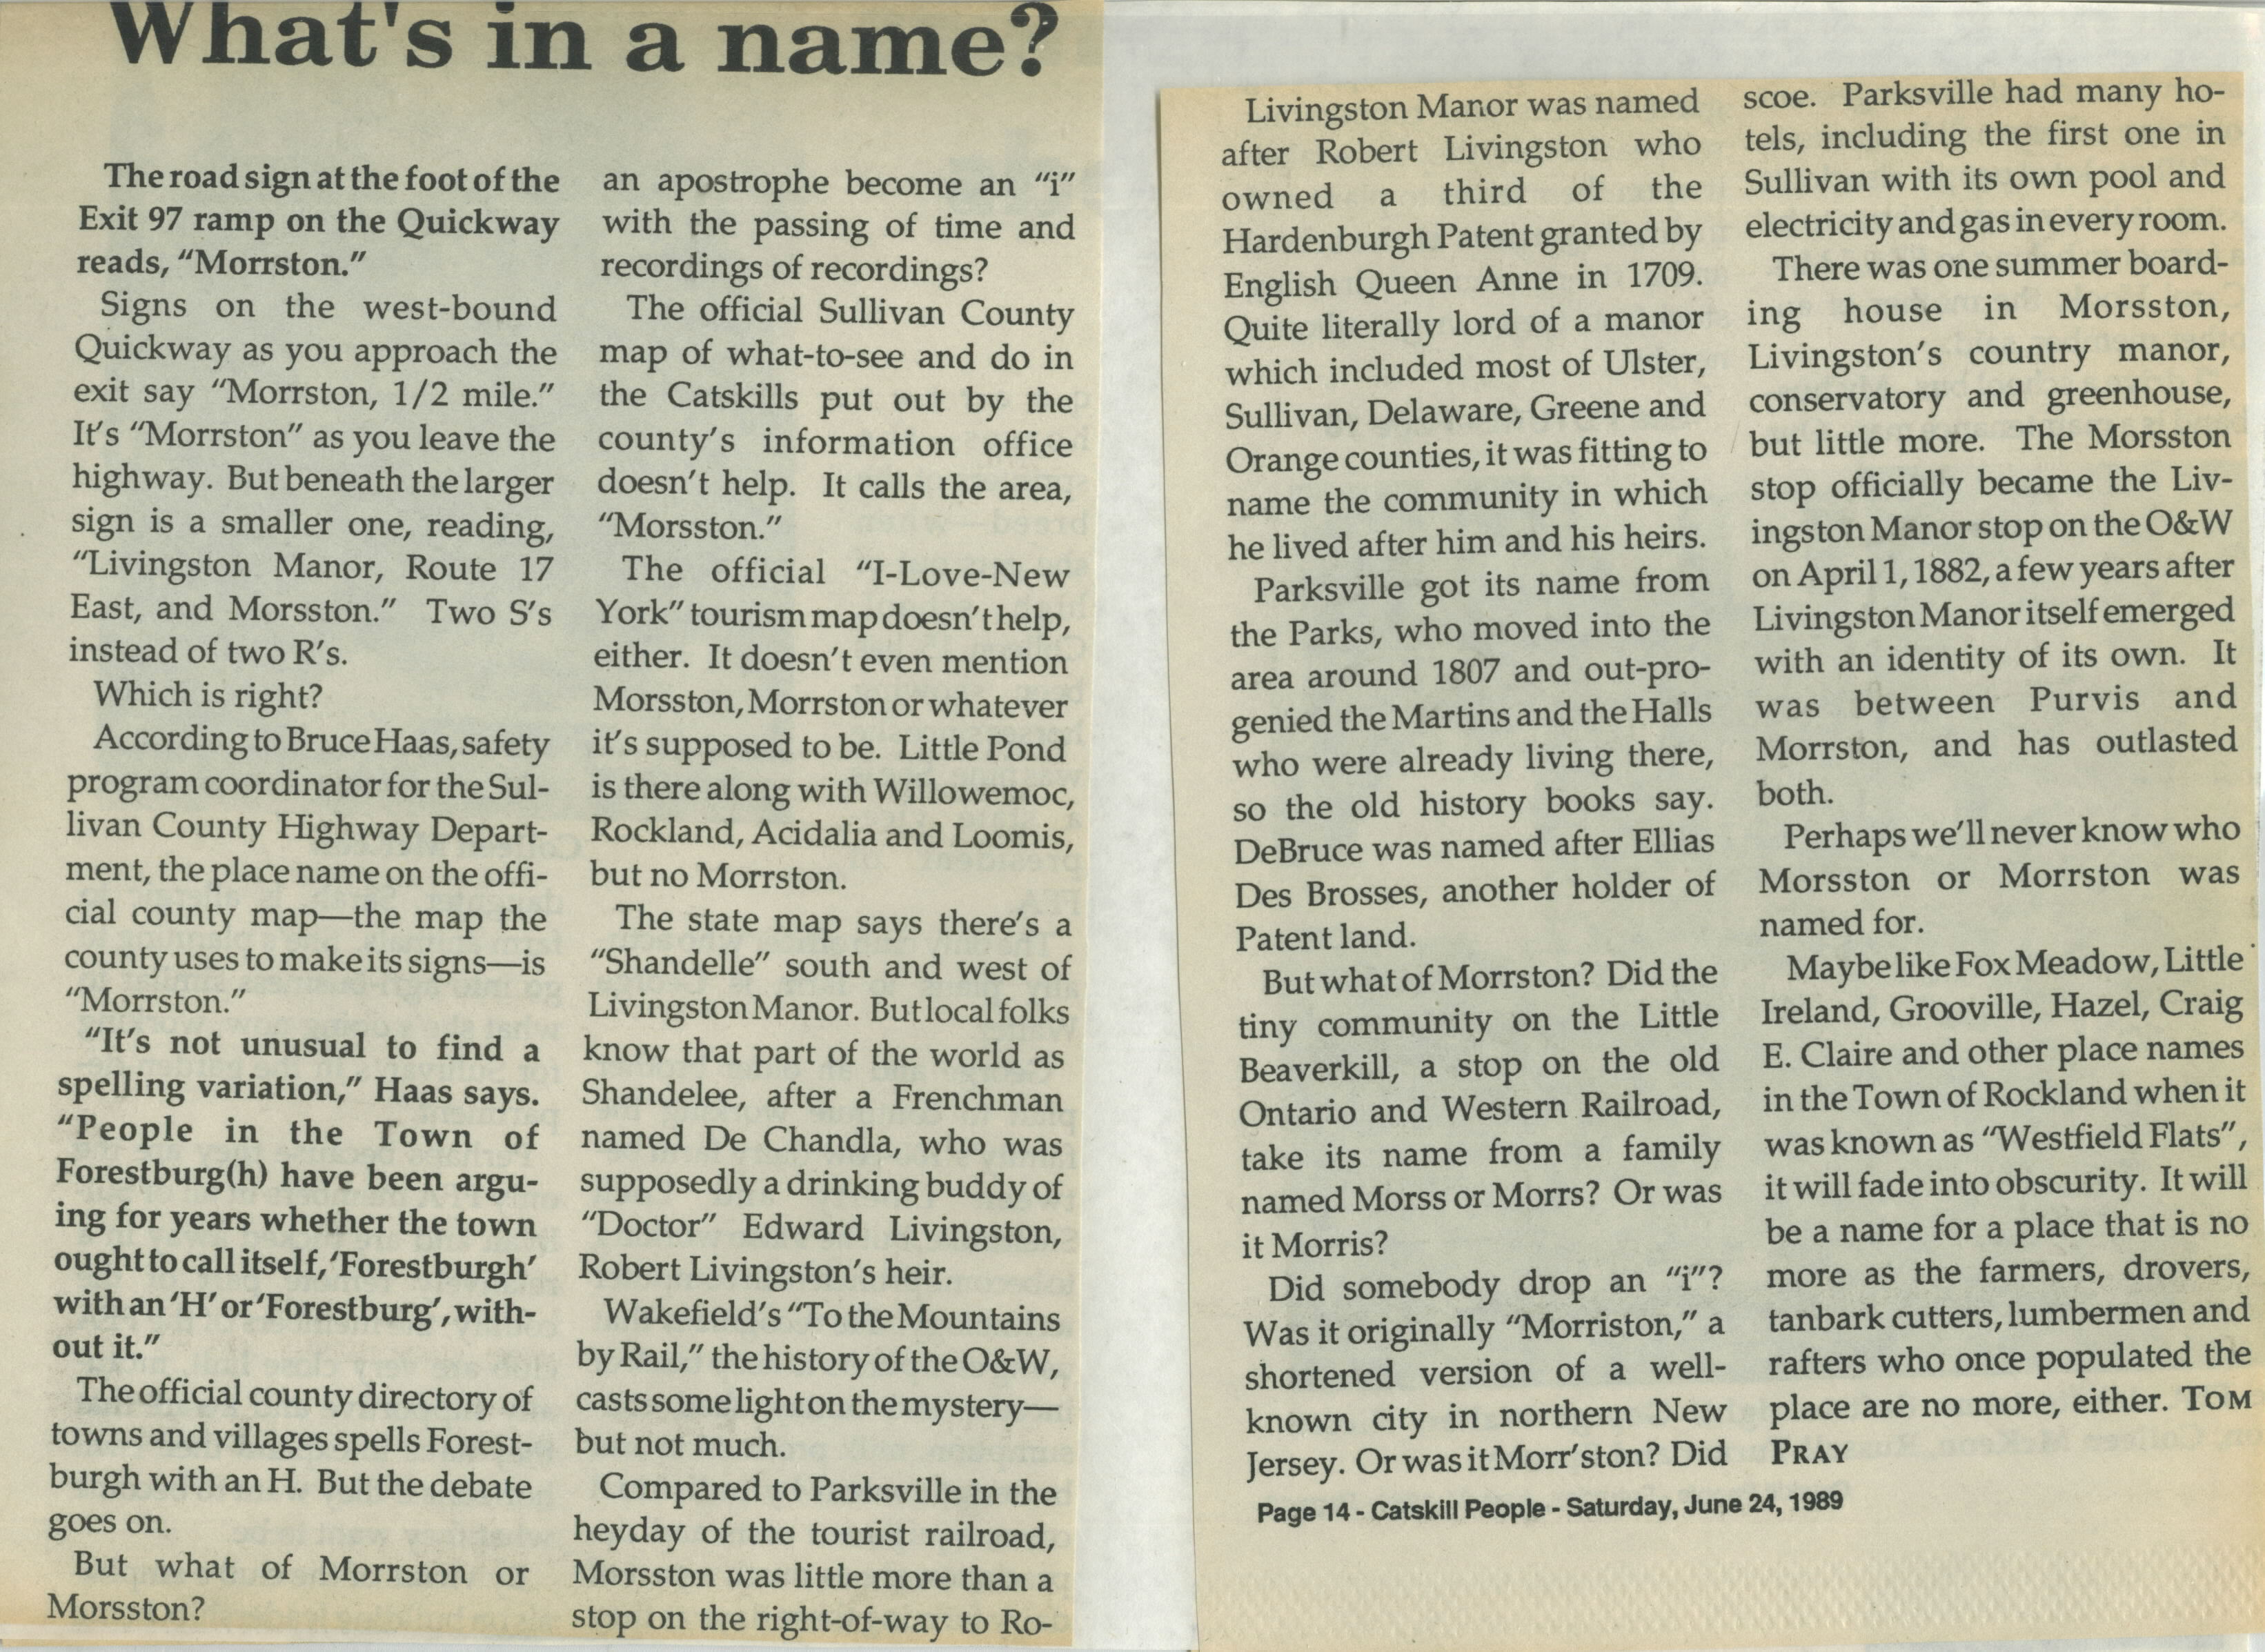 What's in a name?
The road sign at the foot of the
Exit 97 ramp on the Quickway
reads, “Morrston.”
Signs on the west-bound
Quickway as you approach the
exit say “Morrston, 1/2 mile.”
It's “Morrston” as you leave the
highway. But beneath the larger
sign is a smaller one, reading,
“Livingston Manor, Route 17
East, and Morsston.” Two S's
instead of two R's.
Which is right?
According to Bruce Haas, safety
program coordinator for the Sul-
livan County Highway Depart-
ment, the place name on the offi-
cial county map—the map the
county uses to make its signs—is
“Morrston.”
“It's not unusual to find a
spelling variation,” Haas says.
“People in the Town of
Forestburg(h) have been argu-
ing for years whether the town
ought to call itself, ‘Forestburgh’
with an ‘H’ or ‘Forestburg’, with-
out it.”
The official county directory of
towns and villages spells Forest-
burgh with an H. But the debate
goes on.
But what of Morrston or
Morsston?
Livingston Manor was named
after Robert Livingston who
owned a third of the
Hardenburgh Patent granted by
English Queen Anne in 1709.
Quite literally lord of a manor
which included most of Ulster,
Sullivan, Delaware, Greene and
Orange counties, it was fitting to
name the community in which
he lived after him and his heirs.
Parksville got its name from
the Parks, who moved into the
area around 1807 and out-pro-
genied the Martins and the Halls
who were already living there,
so the old history books say.
DeBruce was named after Ellias
Des Brosses, another holder of
Patent land.
But what of Morrston? Did the
tiny community on the Little
Beaverkill, a stop on the old
Ontario and Western Railroad,
take its name from a family
named Morss or Morrs? Or was
it Morris?
Did somebody drop an “i”?
Was it originally “Morriston,” a
shortened version of a well-
known city in northern New
Jersey. Or was it Morr'ston? Did
an apostrophe become an “i”
with the passing of time and
recordings of recordings?
The official Sullivan County
map of what-to-see and do in
the Catskills put out by the
county's information office
doesn't help. It calls the area,
“Morsston.”
The official “I-Love-New
York” tourism map doesn't help,
either. It doesn't even mention
Morsston, Morrston or whatever
it's supposed to be. Little Pond
is there along with Willowemoc,
Rockland, Acidalia and Loomis,
but no Morrston.
The state map says there's a
“Shandelle” south and west of
Livingston Manor. But local folks
know that part of the world as
Shandelee, after a Frenchman
named De Chandla, who was
supposedly a drinking buddy of
“Doctor” Edward Livingston,
Robert Livingston's heir.
Wakefield's “To the Mountains
by Rail,” the history of the O&W,
casts some light on the mystery—
but not much.
Compared to Parksville in the
heyday of the tourist railroad,
Morsston was little more than a
stop on the right-of-way to Ro-
scoe. Parksville had many ho-
tels, including the first one in
Sullivan with its own pool and
electricity and gas in every room.
There was one summer board-
ing house in Morsston,
Livingston's country manor,
conservatory and greenhouse,
but little more. The Morsston
stop officially became the Liv-
ingston Manor stop on the O&W
on April 1, 1882, a few years after
Livingston Manor itself emerged
with an identity of its own. It
was between Purvis and
Morrston, and has outlasted
both.
Perhaps we'll never know who
Morsston or Morrston was
named for.
Maybe like Fox Meadow, Little
Ireland, Grooville, Hazel, Craig
E. Claire and other place names
in the Town of Rockland when it
was known as “Westfield Flats”,
it will fade into obscurity. It will
be a name for a place that is no
more as the farmers, drovers,
tanbark cutters, lumbermen and
rafters who once populated the
place are no more, either. TOM
PRAY
Page 14 - Catskill People - Saturday, June 24, 1989